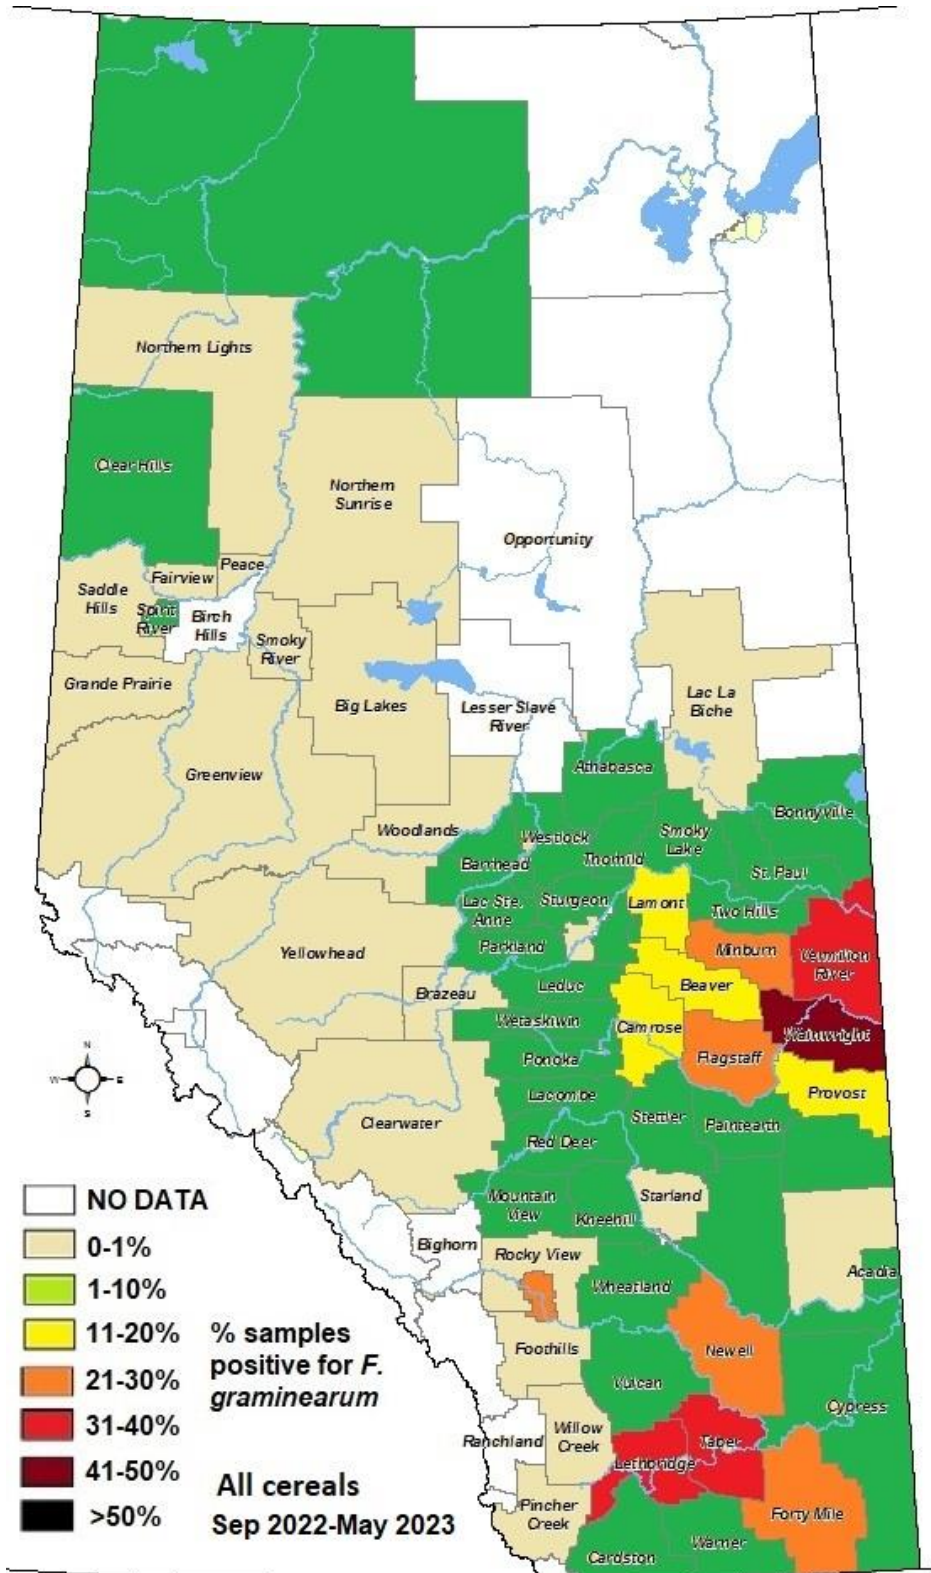 Northern Lights
Clear Hills
Northern
Sunrise
Opportunity
Peace
Fairview
Saddle
Hills
Spirit
River
Birch
Hills
Smoky
River
Grande Prairie
Big Lakes
Lesser Slave
River
Lac La
Biche
Greenview
Athabasca
Bonnyville
Woodlands
Westlock
Smoky
Lake
Barrhead
Thorhild
St. Paul
Lac Ste.
Anne
Sturgeon
Lamont
Two Hills
Parkland
Yellowhead
Minburn
Vermilion
River
Brazeau
Leduc
Beaver
Wetaskiwin
Camrose
Wainwright
N
W
E
S
Ponoka
Flagstaff
Provost
Lacombe
Clearwater
Stettler
Paintearth
Red Deer
Mountain
View
Starland
Kneehill
Bighorn
Rocky View
Acadia
Wheatland
Foothills
Newell
Vulcan
Cypress
Ranchland
Willow
Creek
Taber
Lethbridge
Pincher
Creek
Forty Mile
Warner
Cardston
NO DATA
0-1%
1-10%
11-20%
21-30%
31-40%
41-50%
>50%
% samples
positive for F.
graminearum
All cereals
Sep 2022-May 2023